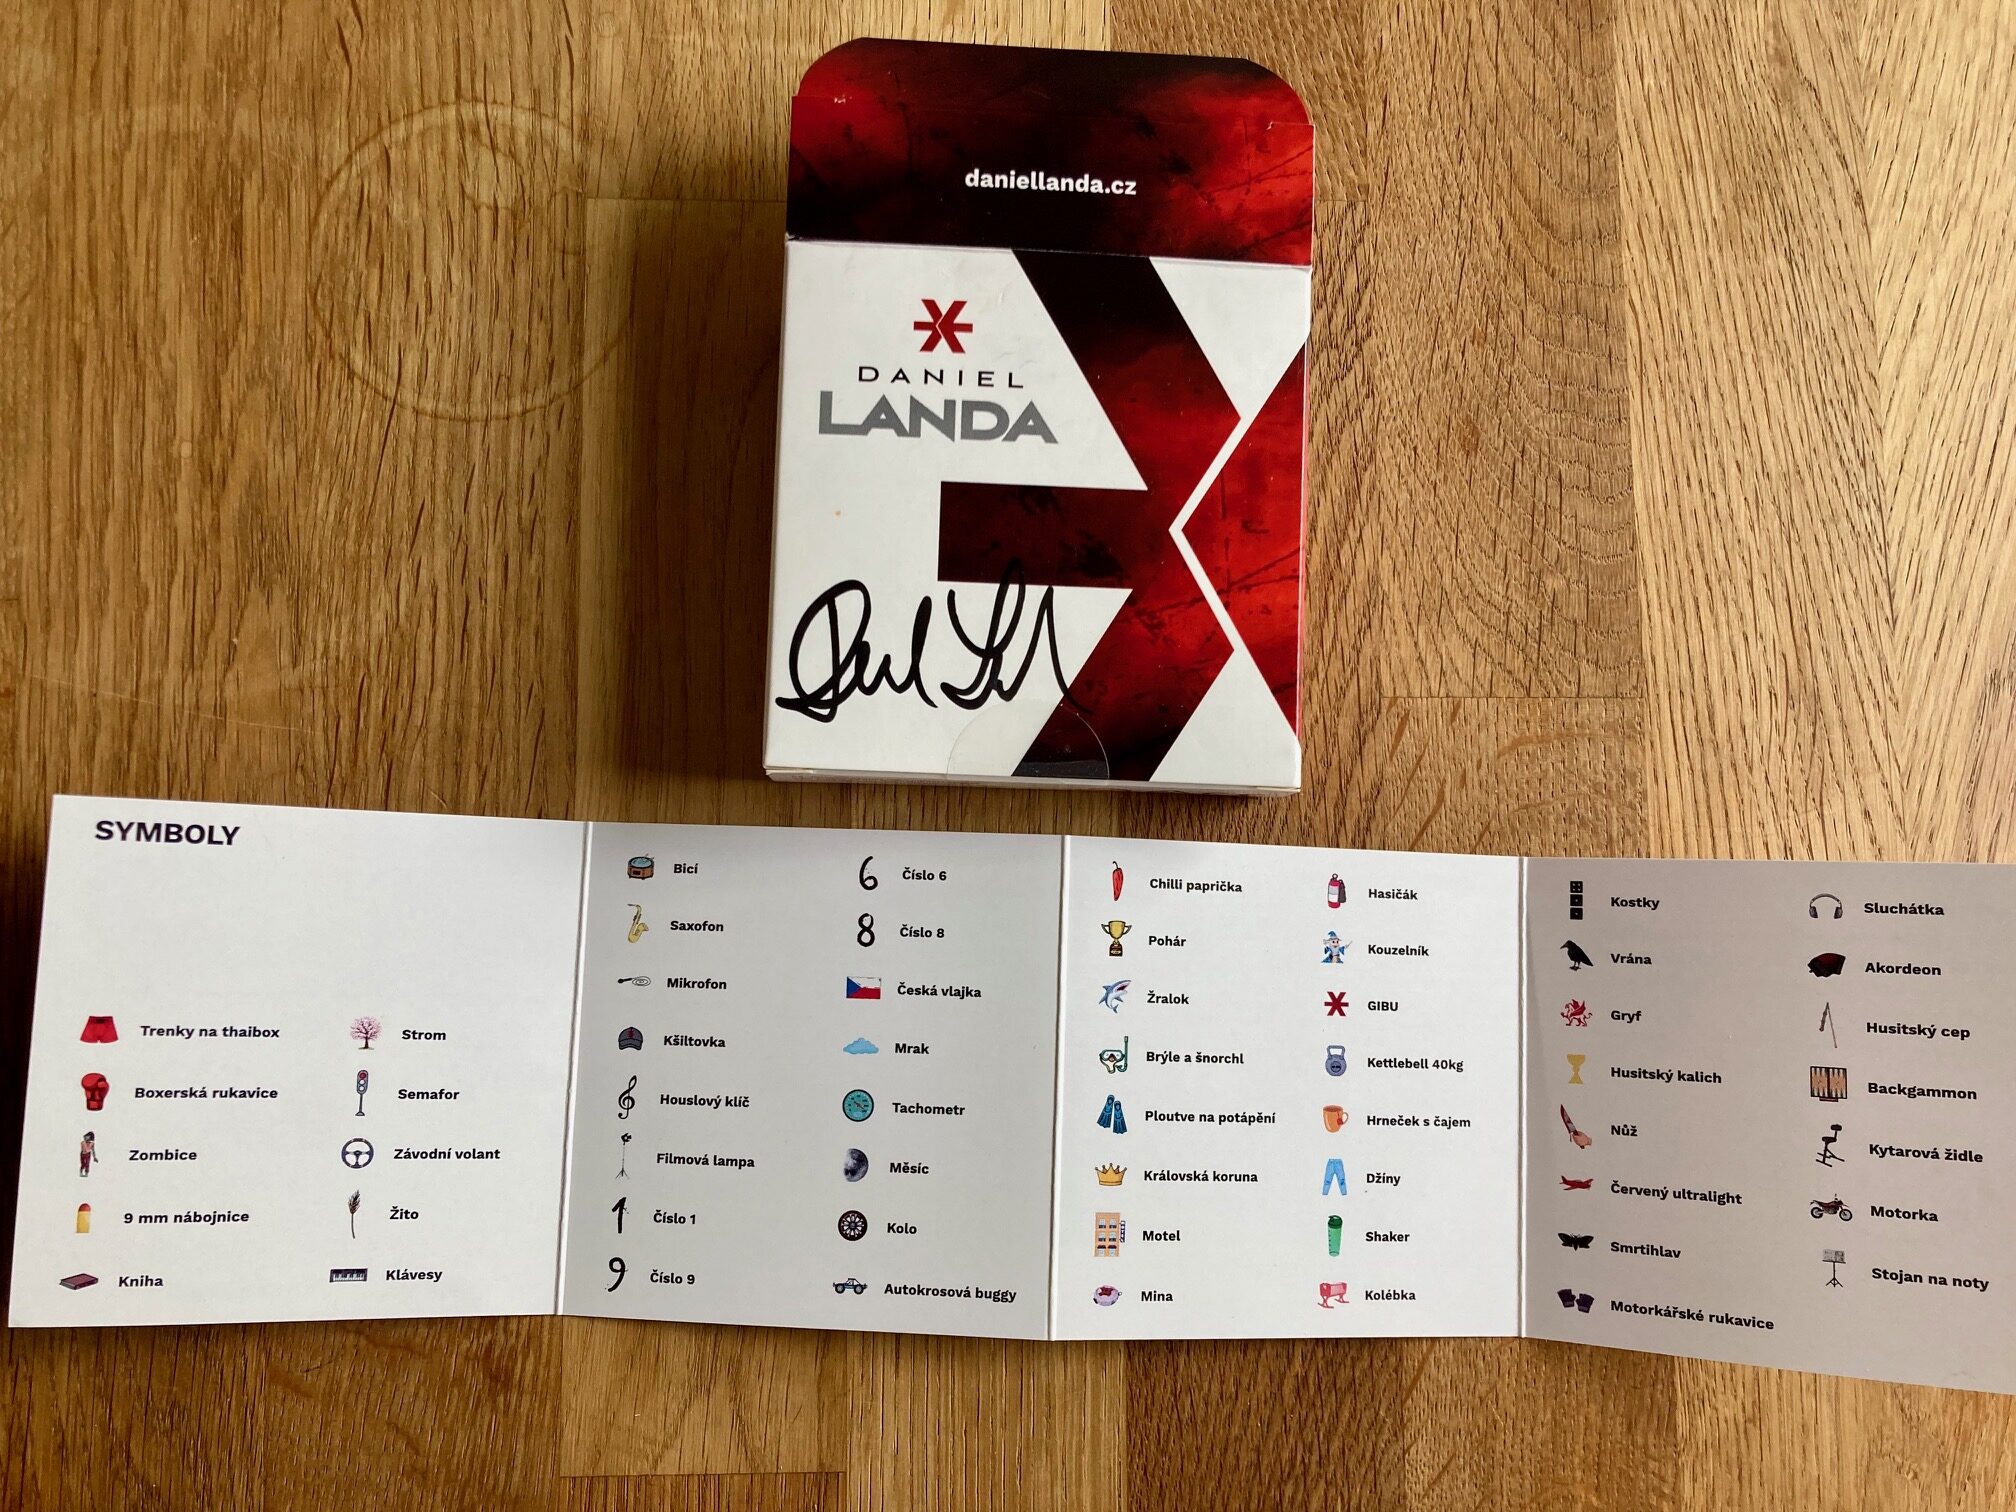 daniellanda.cz
DANIEL
LANDA
SYMBOLY
Trenky na thaibox
Boxerská rukavice
Zombice
9 mm nábojnice
Kniha
Strom
Semafor
Závodní volant
Žito
Klávesy
Bicí
Saxofon
Mikrofon
Kšiltovka
Houslový klíč
Filmová lampa
1 Číslo 1
9 Číslo 9
6 Číslo 6
8 Číslo 8
Česká vlajka
Mrak
Tachometr
Měsíc
Kolo
Autokrosová buggy
Chilli paprička
Pohár
Žralok
Brýle a šnorchl
Ploutve na potápění
Královská koruna
Motel
Mina
Hasičák
Kouzelník
GIBU
Kettlebell 40kg
Hrneček s čajem
Džíny
Shaker
Kolébka
Kostky
Vrána
Gryf
Husitský kalich
Nůž
Červený ultralight
Smrtihlav
Motorkářské rukavice
Sluchátka
Akordeon
Husitský cep
Backgammon
Kytarová židle
Motorka
Stojan na noty